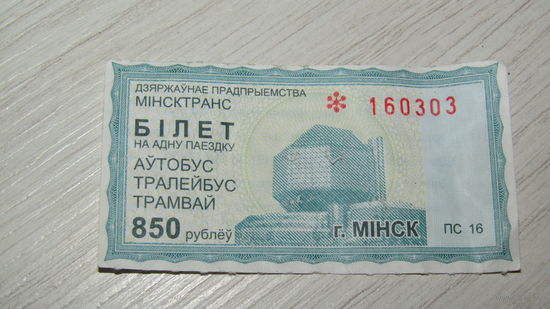 ДЗЯРЖАЎНАЕ ПРАДПРЫЕМСТВА
МІНСКТРАНС
160303
БІЛЕТ
НА АДНУ ПАЕЗДКУ
АЎТОБУС
ТРАЛЕЙБУС
ТРАМВАЙ
850 рублёў
г. МІНСК
ПС 16